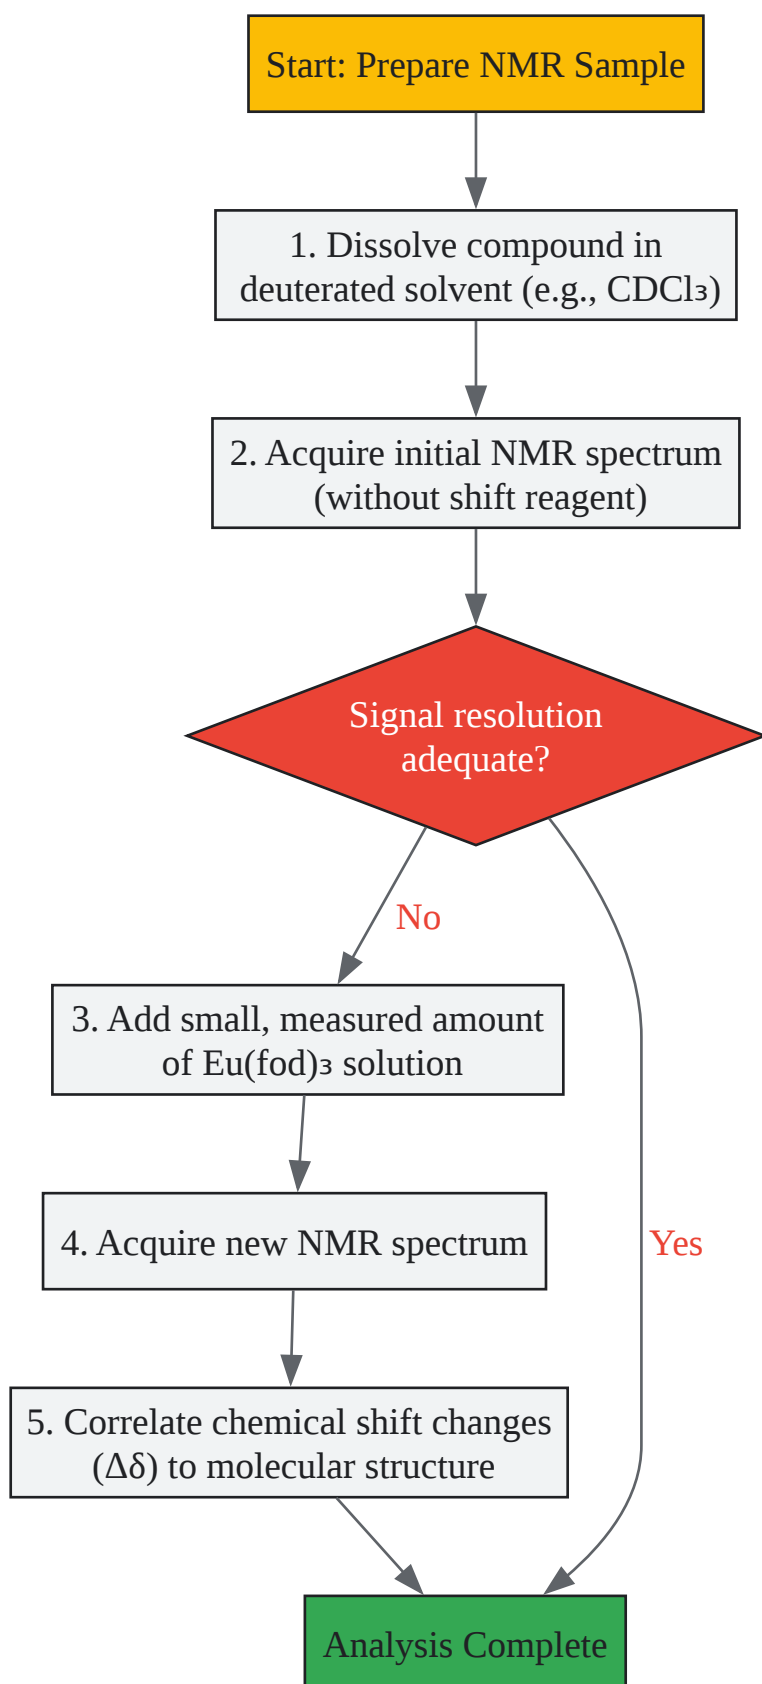 Start: Prepare NMR Sample
1. Dissolve compound in
deuterated solvent (e.g., CDCl₃)
2. Acquire initial NMR spectrum
(without shift reagent)
Signal resolution
adequate?
No
3. Add small, measured amount
of Eu(fod)₃ solution
4. Acquire new NMR spectrum
Yes
5. Correlate chemical shift changes
(Δδ) to molecular structure
Analysis Complete